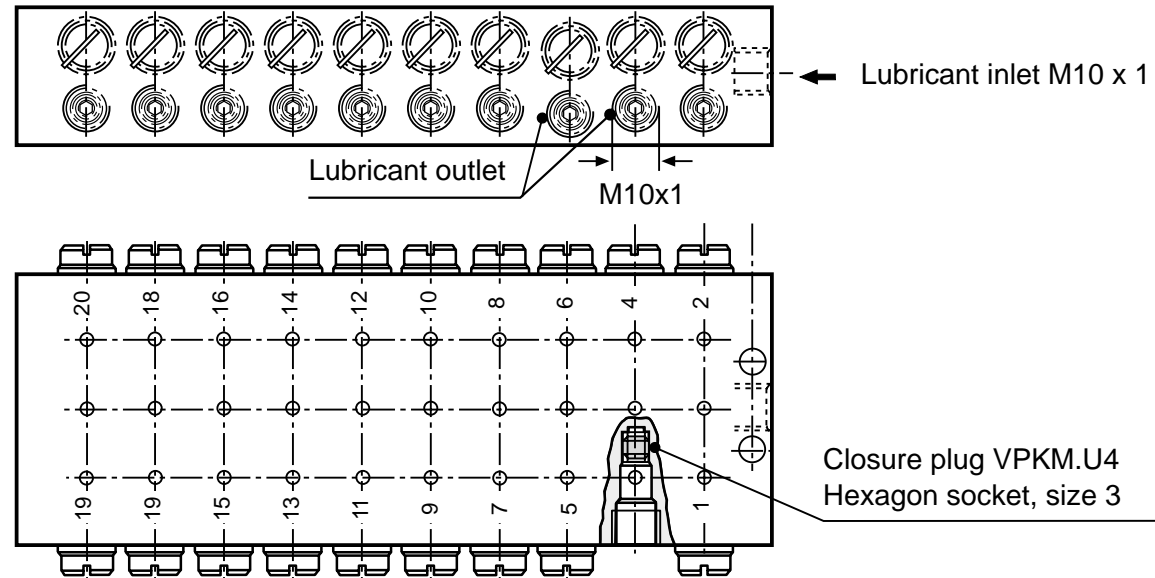 Lubricant inlet M10 x 1
Lubricant outlet
M10x1
20 18 16 14 12 10 8 6 4 2
Closure plug VPKM.U4
Hexagon socket, size 3
19 19 15 13 11 9 7 5 1